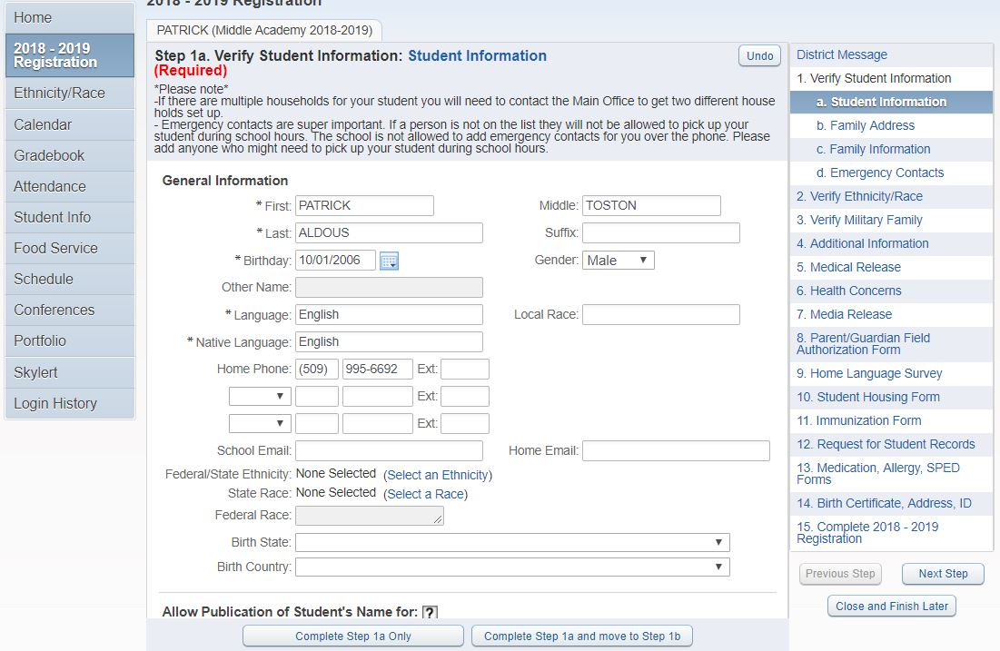 2018 - 2019 Registration
Home
2018 - 2019
Registration
Ethnicity/Race
Calendar
Gradebook
Attendance
Student Info
Food Service
Schedule
Conferences
Portfolio
Skylert
Login History
PATRICK (Middle Academy 2018-2019)
Step 1a. Verify Student Information: Student Information
(Required)
Undo
*Please note*
-If there are multiple households for your student you will need to contact the Main Office to get two different house
holds set up.
- Emergency contacts are super important. If a person is not on the list they will not be allowed to pick up your
student during school hours. The school is not allowed to add emergency contacts for you over the phone. Please
add anyone who might need to pick up your student during school hours.
General Information
* First: PATRICK Middle: TOSTON
* Last: ALDOUS Suffix:
* Birthday: 10/01/2006 Gender: Male
Other Name:
* Language: English Local Race:
* Native Language: English
Home Phone: (509) 995-6692 Ext:
Ext:
Ext:
School Email: Home Email:
Federal/State Ethnicity: None Selected (Select an Ethnicity)
State Race: None Selected (Select a Race)
Federal Race:
Birth State:
Birth Country:
Allow Publication of Student's Name for: ?
Complete Step 1a Only Complete Step 1a and move to Step 1b
District Message
1. Verify Student Information
a. Student Information
b. Family Address
c. Family Information
d. Emergency Contacts
2. Verify Ethnicity/Race
3. Verify Military Family
4. Additional Information
5. Medical Release
6. Health Concerns
7. Media Release
8. Parent/Guardian Field
Authorization Form
9. Home Language Survey
10. Student Housing Form
11. Immunization Form
12. Request for Student Records
13. Medication, Allergy, SPED
Forms
14. Birth Certificate, Address, ID
15. Complete 2018 - 2019
Registration
Previous Step Next Step
Close and Finish Later